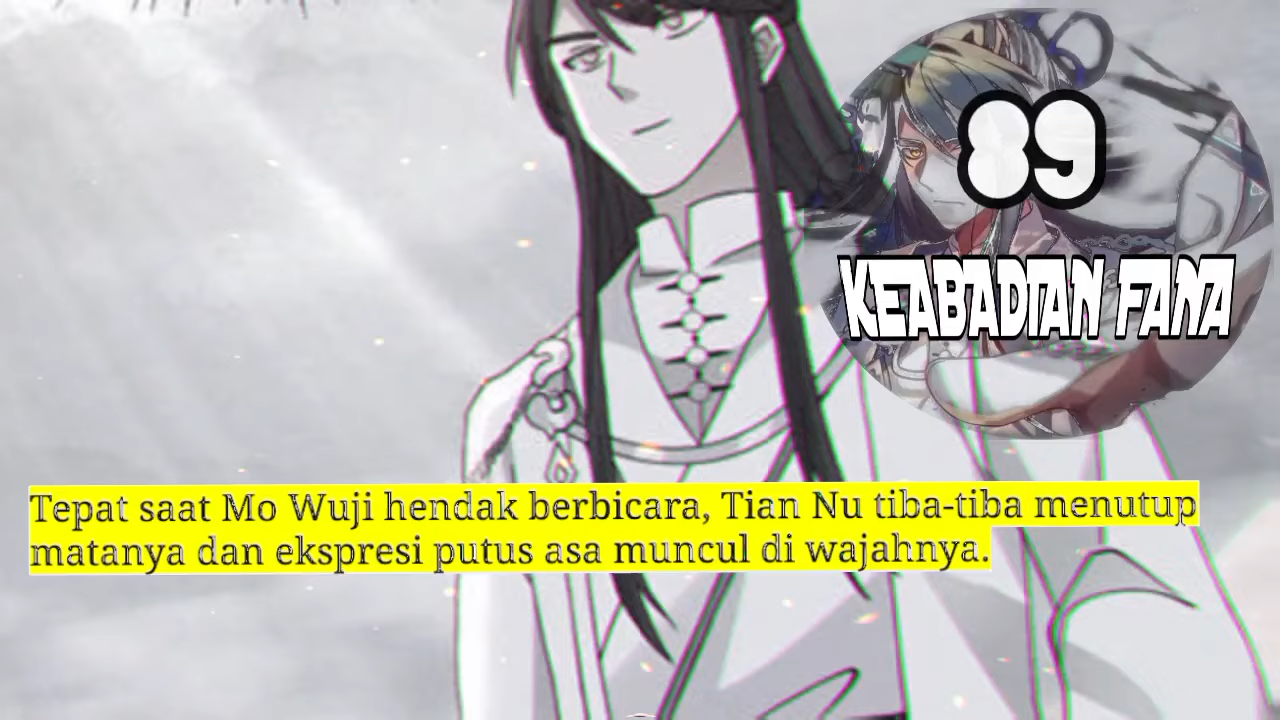 89
KEABADIAN FANA
Tepat saat Mo Wuji hendak berbicara, Tian Nu tiba-tiba menutup
matanya dan ekspresi putus asa muncul di wajahnya.